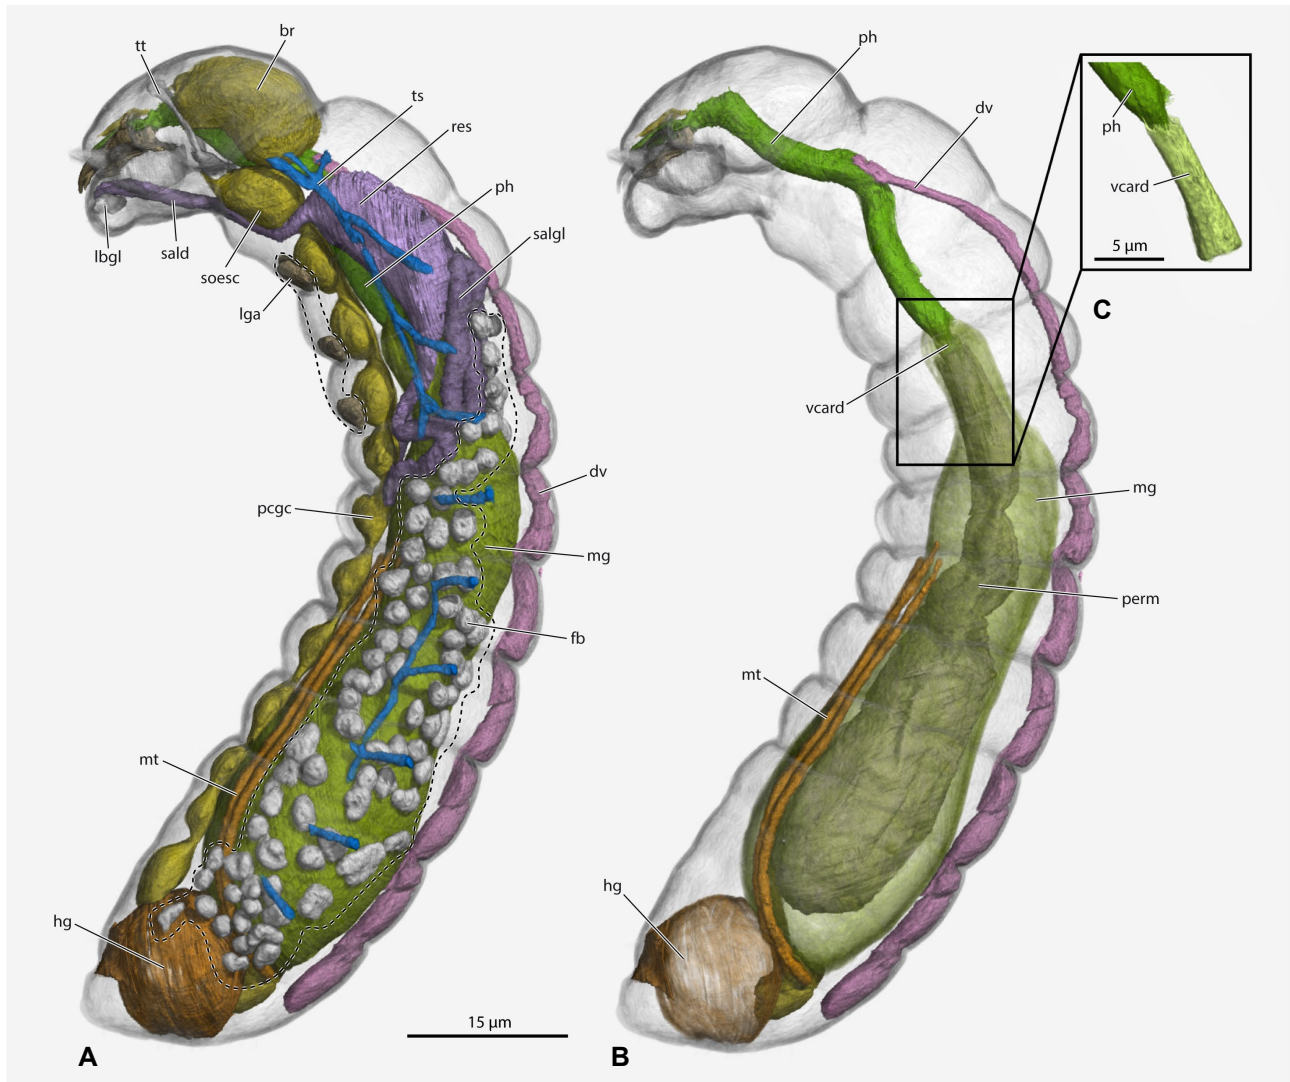 tt
br
ts
res
ph
salgl
lbgl
sald
soesc
lga
dv
pcgc
mg
fb
mt
hg
15 µm
A
ph
dv
vcard
mg
perm
mt
hg
B
ph
vcard
5 µm
C